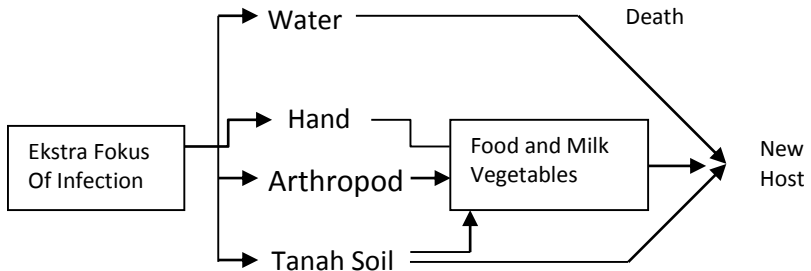 Water
Death
Hand
Ekstra Fokus
Of Infection
Food and Milk
Vegetables
New
Host
Arthropod
Tanah Soil